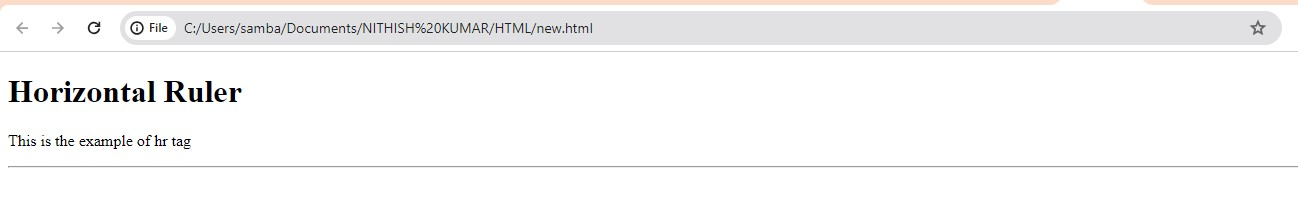 File C:/Users/samba/Documents/NITHISH%20KUMAR/HTML/new.html
Horizontal Ruler
This is the example of hr tag